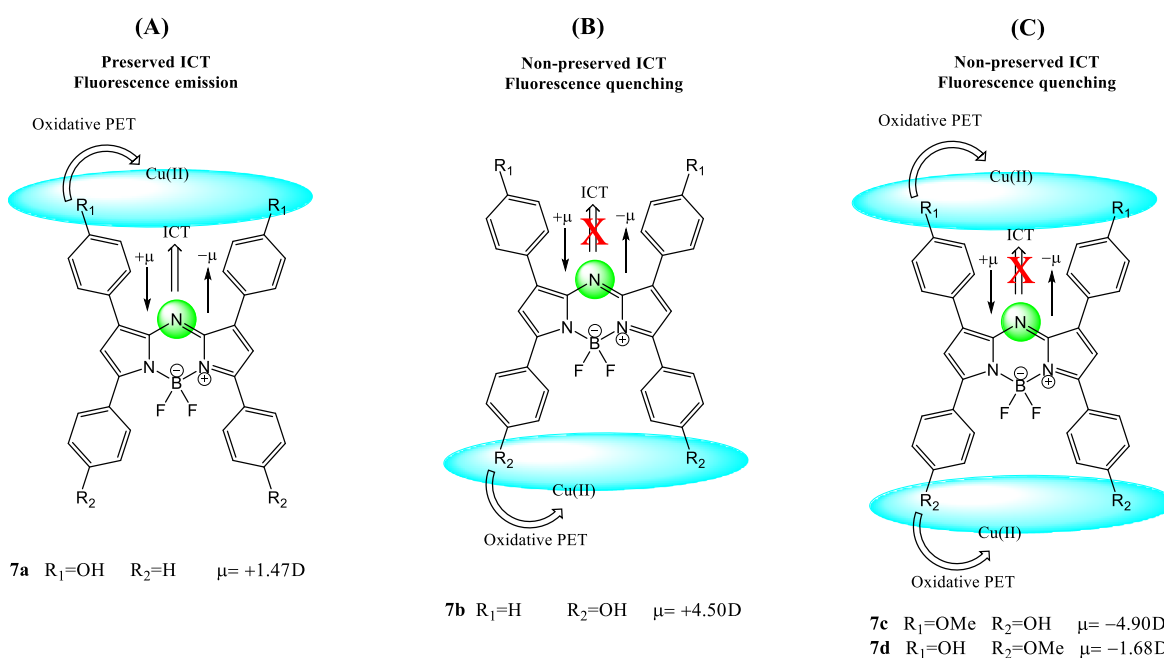 (A)
Preserved ICT
Fluorescence emission
Oxidative PET
Cu(II)
R1
R1
ICT
+μ
−μ
N
N
N
⊕
B
⊖
F
F
R2
R2
7a R1=OH R2=H μ= +1.47D
(B)
Non-preserved ICT
Fluorescence quenching
R1
R1
ICT
+μ
X
−μ
N
N
N
⊕
B
⊖
F
F
R2
R2
Cu(II)
Oxidative PET
7b R1=H R2=OH μ= +4.50D
(C)
Non-preserved ICT
Fluorescence quenching
Oxidative PET
Cu(II)
R1
R1
ICT
+μ
X
−μ
N
N
N
⊕
B
⊖
F
F
R2
R2
Cu(II)
Oxidative PET
7c R1=OMe R2=OH μ= −4.90D
7d R1=OH R2=OMe μ= −1.68D